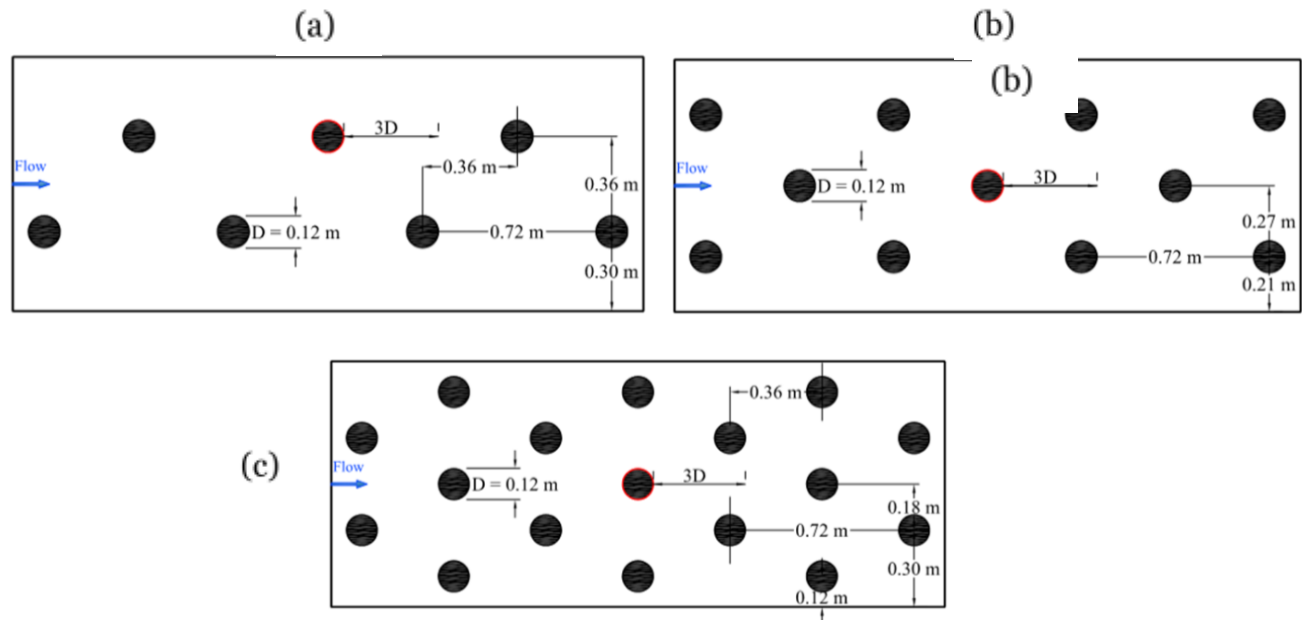 (a)
(b)
(b)
3D
Flow
0.36 m
0.36 m
D = 0.12 m
0.72 m
0.30 m
Flow
D = 0.12 m
3D
0.27 m
0.72 m
0.21 m
0.36 m
(c)
Flow
D = 0.12 m
3D
0.18 m
0.72 m
0.30 m
0.12 m